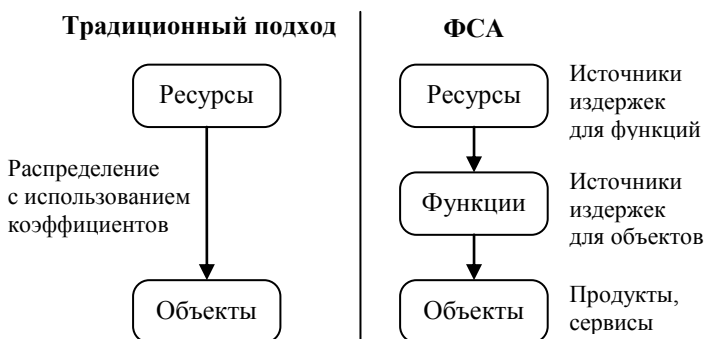 Традиционный подход
Ресурсы
Распределение
с использованием
коэффициентов
Объекты
ФСА
Ресурсы
Источники
издержек
для функций
Функции
Источники
издержек
для объектов
Объекты
Продукты,
сервисы